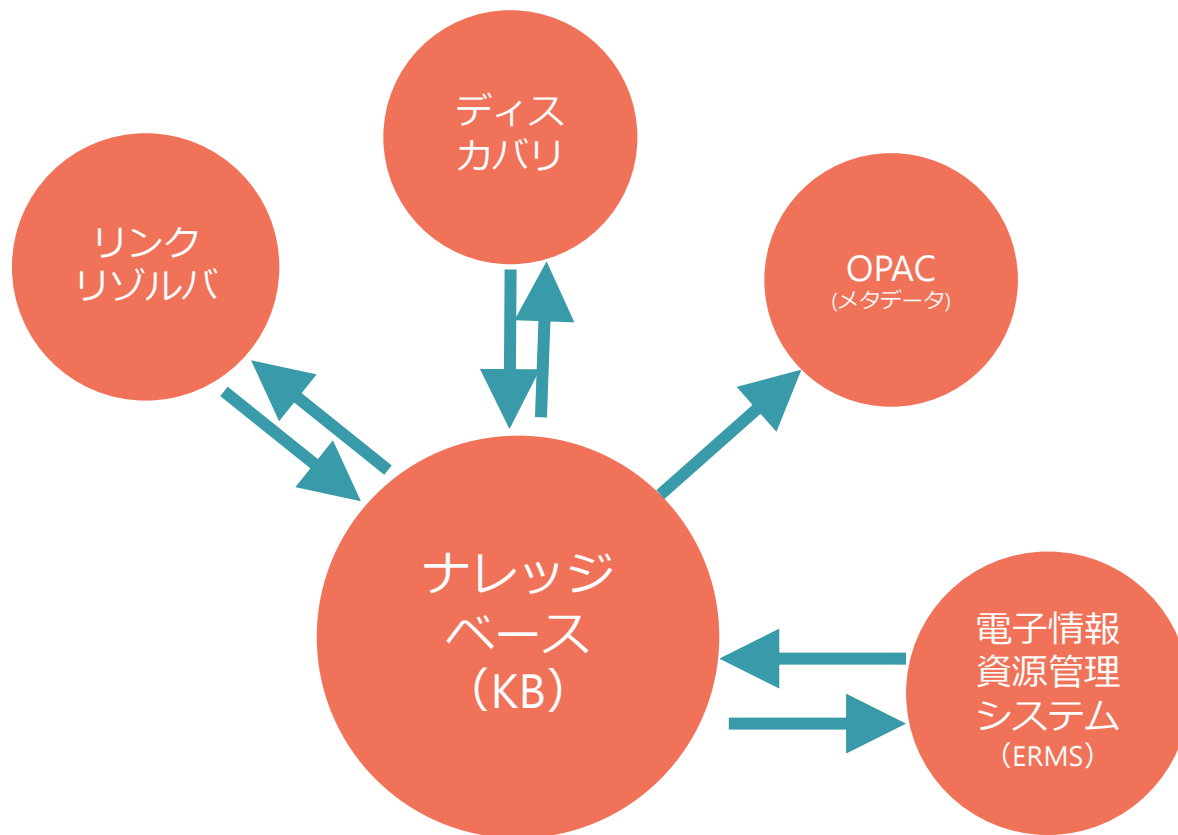 ディス
カバリ
リンク
リゾルバ
OPAC
(メタデータ)
ナレッジ
ベース
（KB）
電子情報
資源管理
システム
（ERMS）